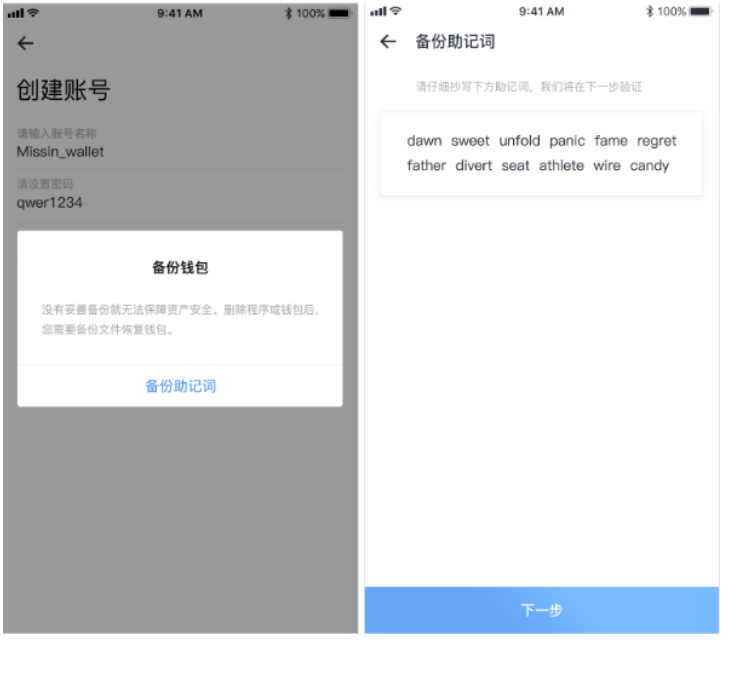 9:41 AM
100%
创建账号
请输入账号名称
Missin_wallet
请设置密码
qwer1234
备份钱包
没有妥善备份就无法保障资产安全。删除程序或钱包后，
您需要备份文件恢复钱包。
备份助记词
9:41 AM
100%
备份助记词
请仔细抄写下方助记词，我们将在下一步验证
dawn sweet unfold panic fame regret
father divert seat athlete wire candy
下一步